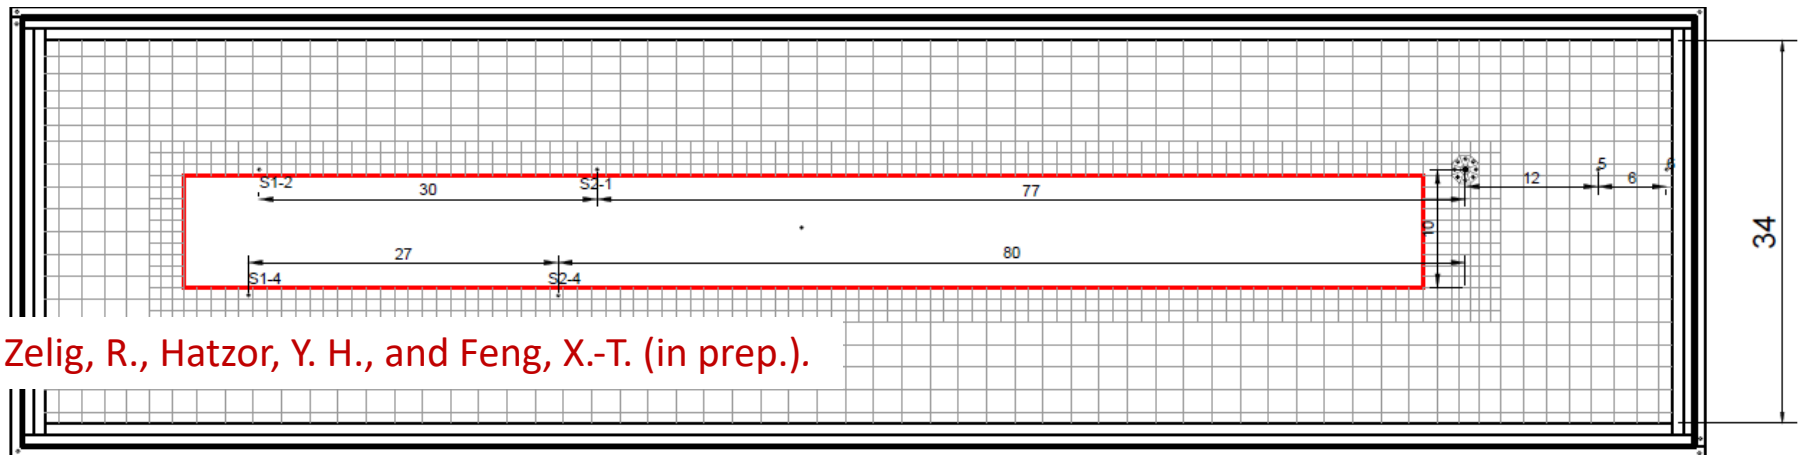 5
6
S1-2
30
S2-1
77
12
6
10
34
27
80
S1-4
S2-4
Zelig, R., Hatzor, Y. H., and Feng, X.-T. (in prep.).